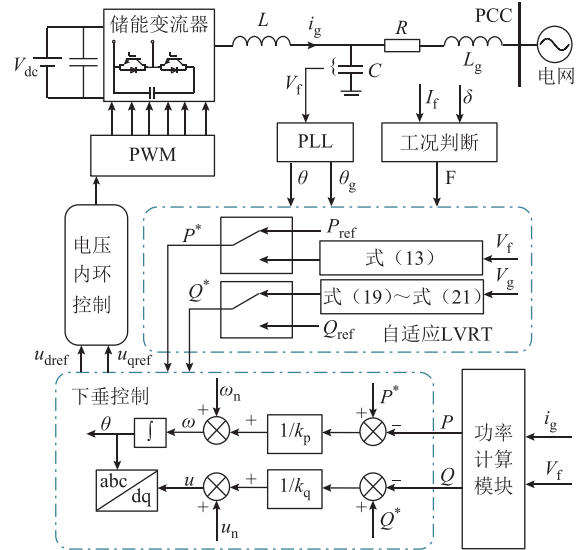 储能变流器
L
i_g
PCC
R
L_g
电网
V_dc
V_f
C
I_f
δ
PWM
PLL
工况判断
θ
θ_g
F
电压
内环
控制
P*
P_ref
式（13）
V_f
Q*
式（19）～式（21）
V_g
Q_ref
自适应LVRT
u_dref
u_qref
下垂控制
ω_n
P*
θ
∫
ω
+
+
1/k_p
+
−
P
功率
计算
模块
i_g
abc
dq
u
+
+
1/k_q
+
−
Q
V_f
u_n
Q*